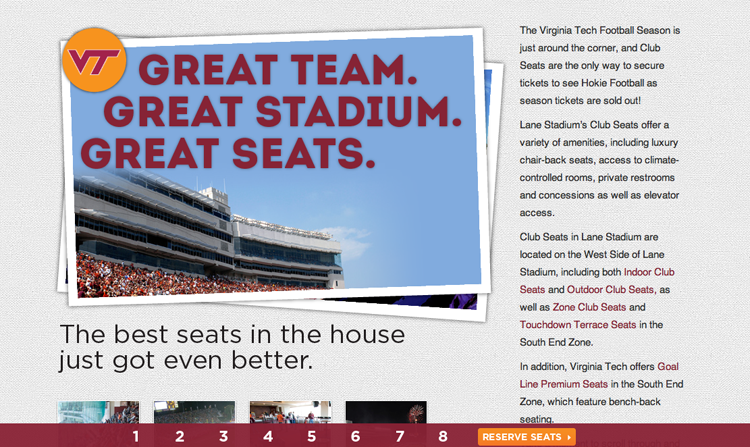 VT
GREAT TEAM.
GREAT STADIUM.
GREAT SEATS.
The best seats in the house
just got even better.
The Virginia Tech Football Season is
just around the corner, and Club
Seats are the only way to secure
tickets to see Hokie Football as
season tickets are sold out!
Lane Stadium's Club Seats offer a
variety of amenities, including luxury
chair-back seats, access to climate-
controlled rooms, private restrooms
and concessions as well as elevator
access.
Club Seats in Lane Stadium are
located on the West Side of Lane
Stadium, including both Indoor Club
Seats and Outdoor Club Seats, as
well as Zone Club Seats and
Touchdown Terrace Seats in the
South End Zone.
In addition, Virginia Tech offers Goal
Line Premium Seats in the South End
Zone, which feature bench-back
seating.
1 2 3 4 5 6 7 8 RESERVE SEATS